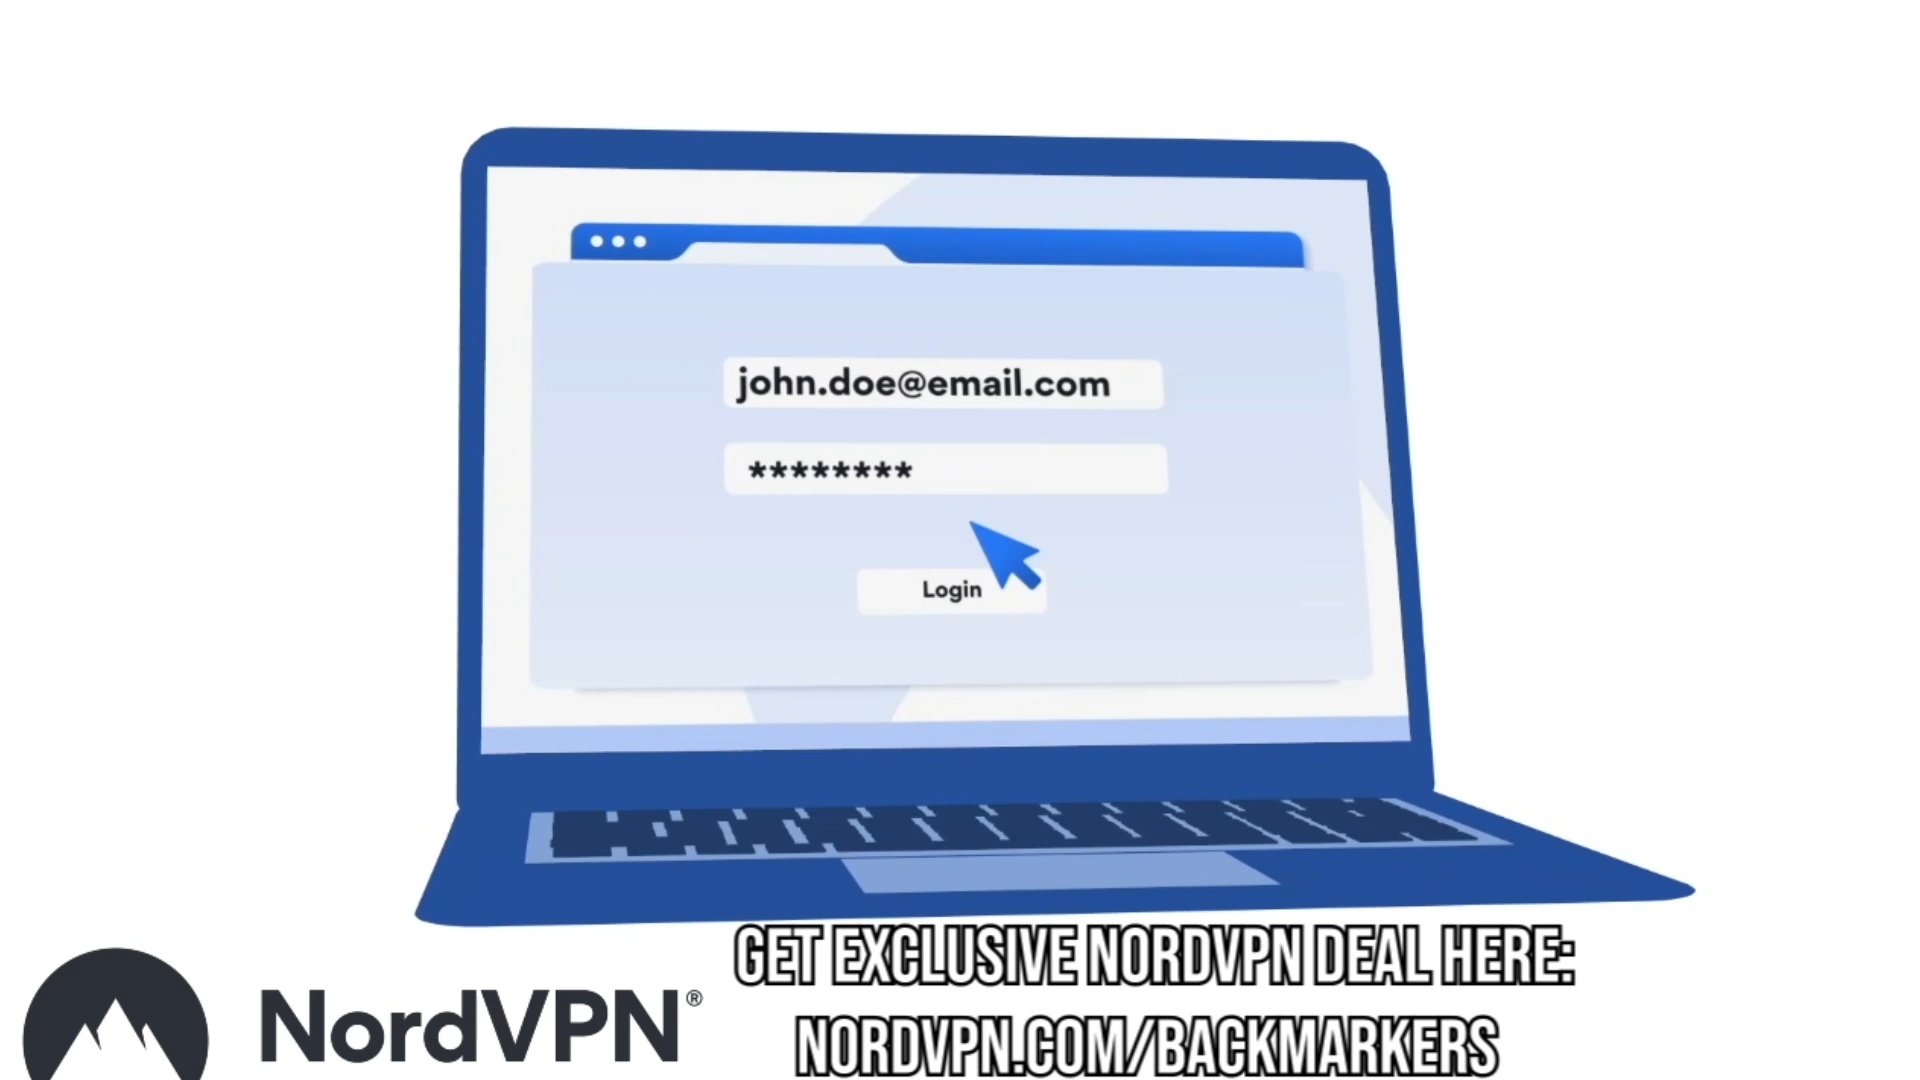 john.doe@email.com
********
Login
GET EXCLUSIVE NORDVPN DEAL HERE:
NordVPN®
NORDVPN.COM/BACKMARKERS